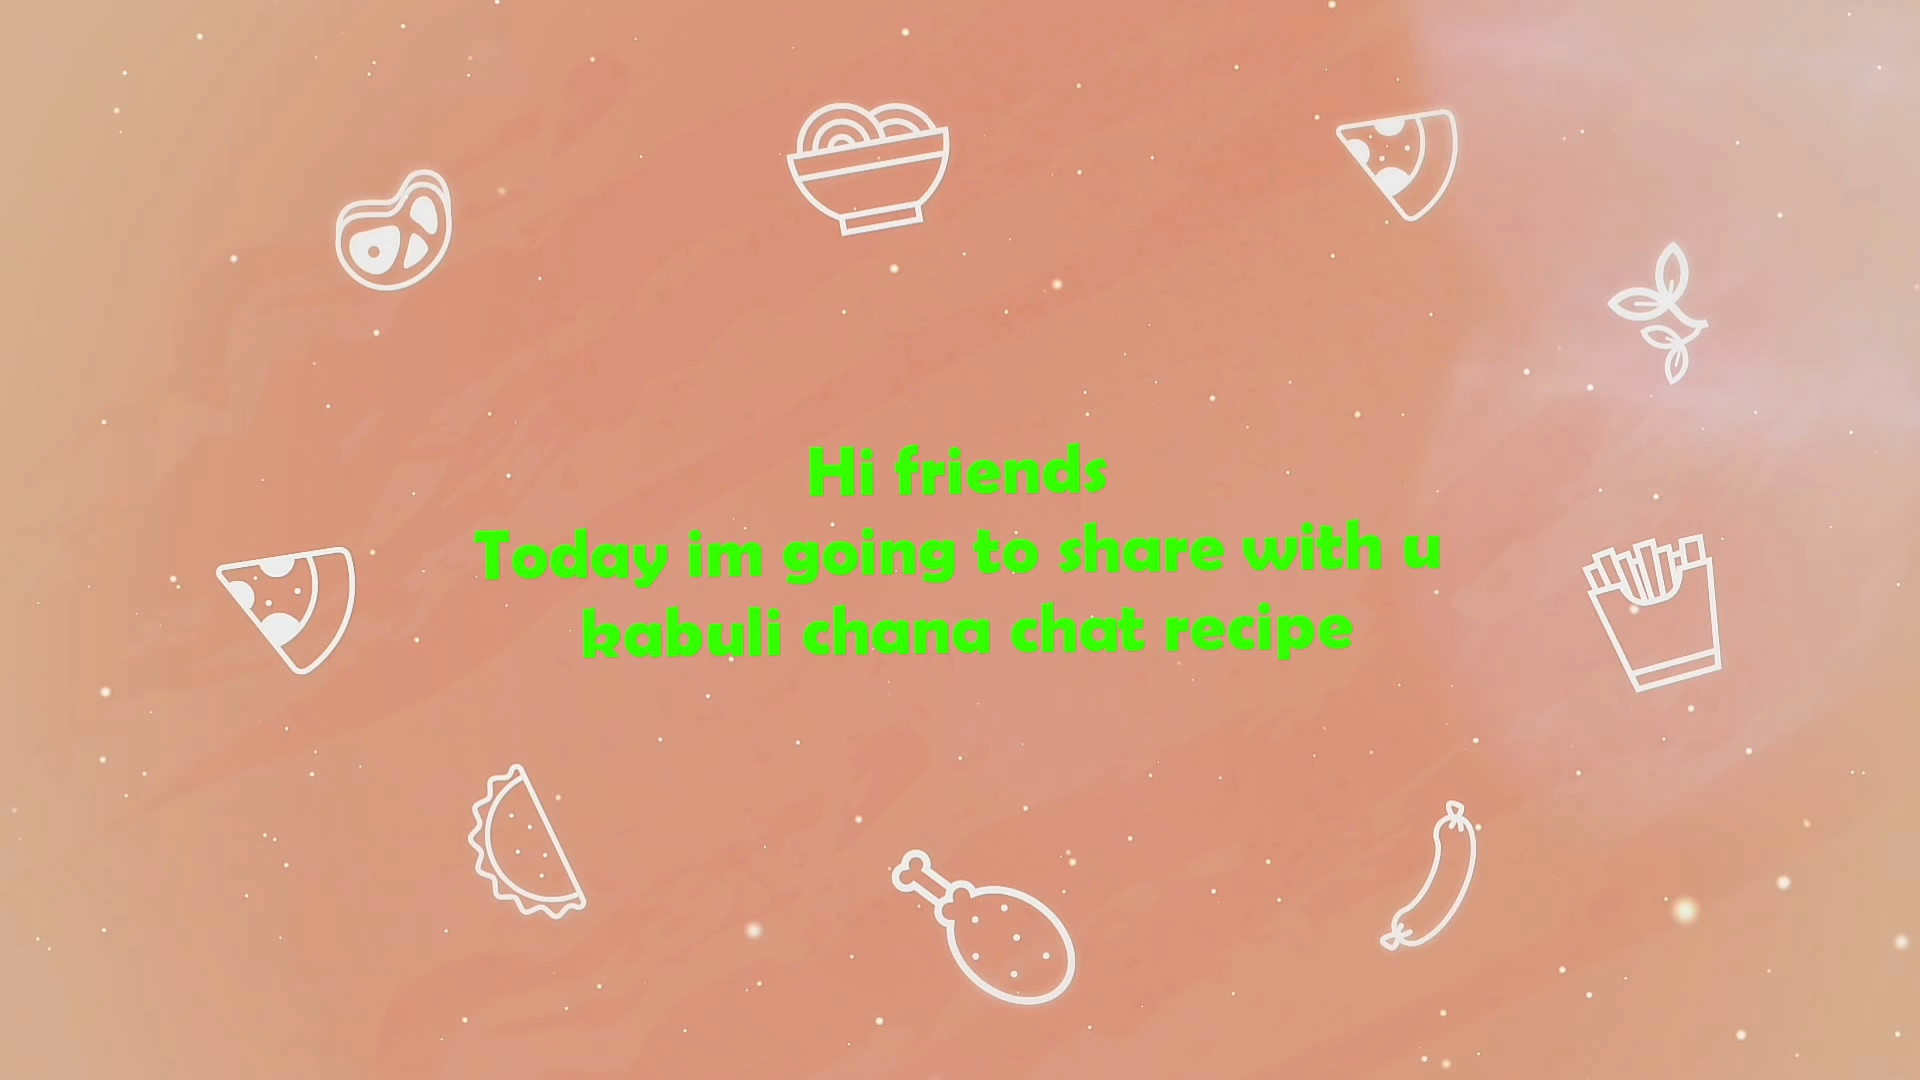 Hi friends
Today im going to share with u
kabuli chana chat recipe